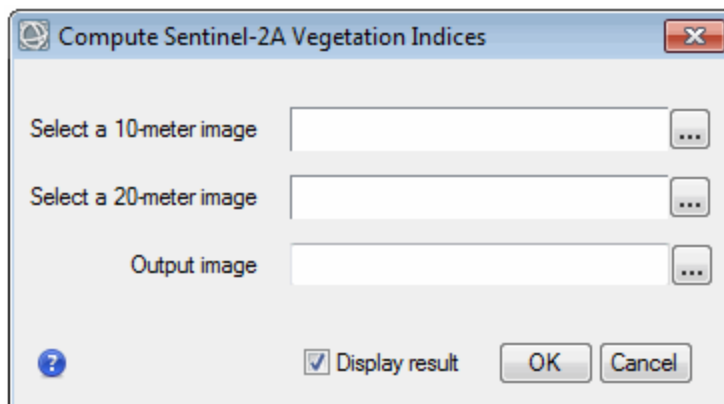 Compute Sentinel-2A Vegetation Indices
Select a 10-meter image
...
Select a 20-meter image
...
Output image
...
? Display result OK Cancel